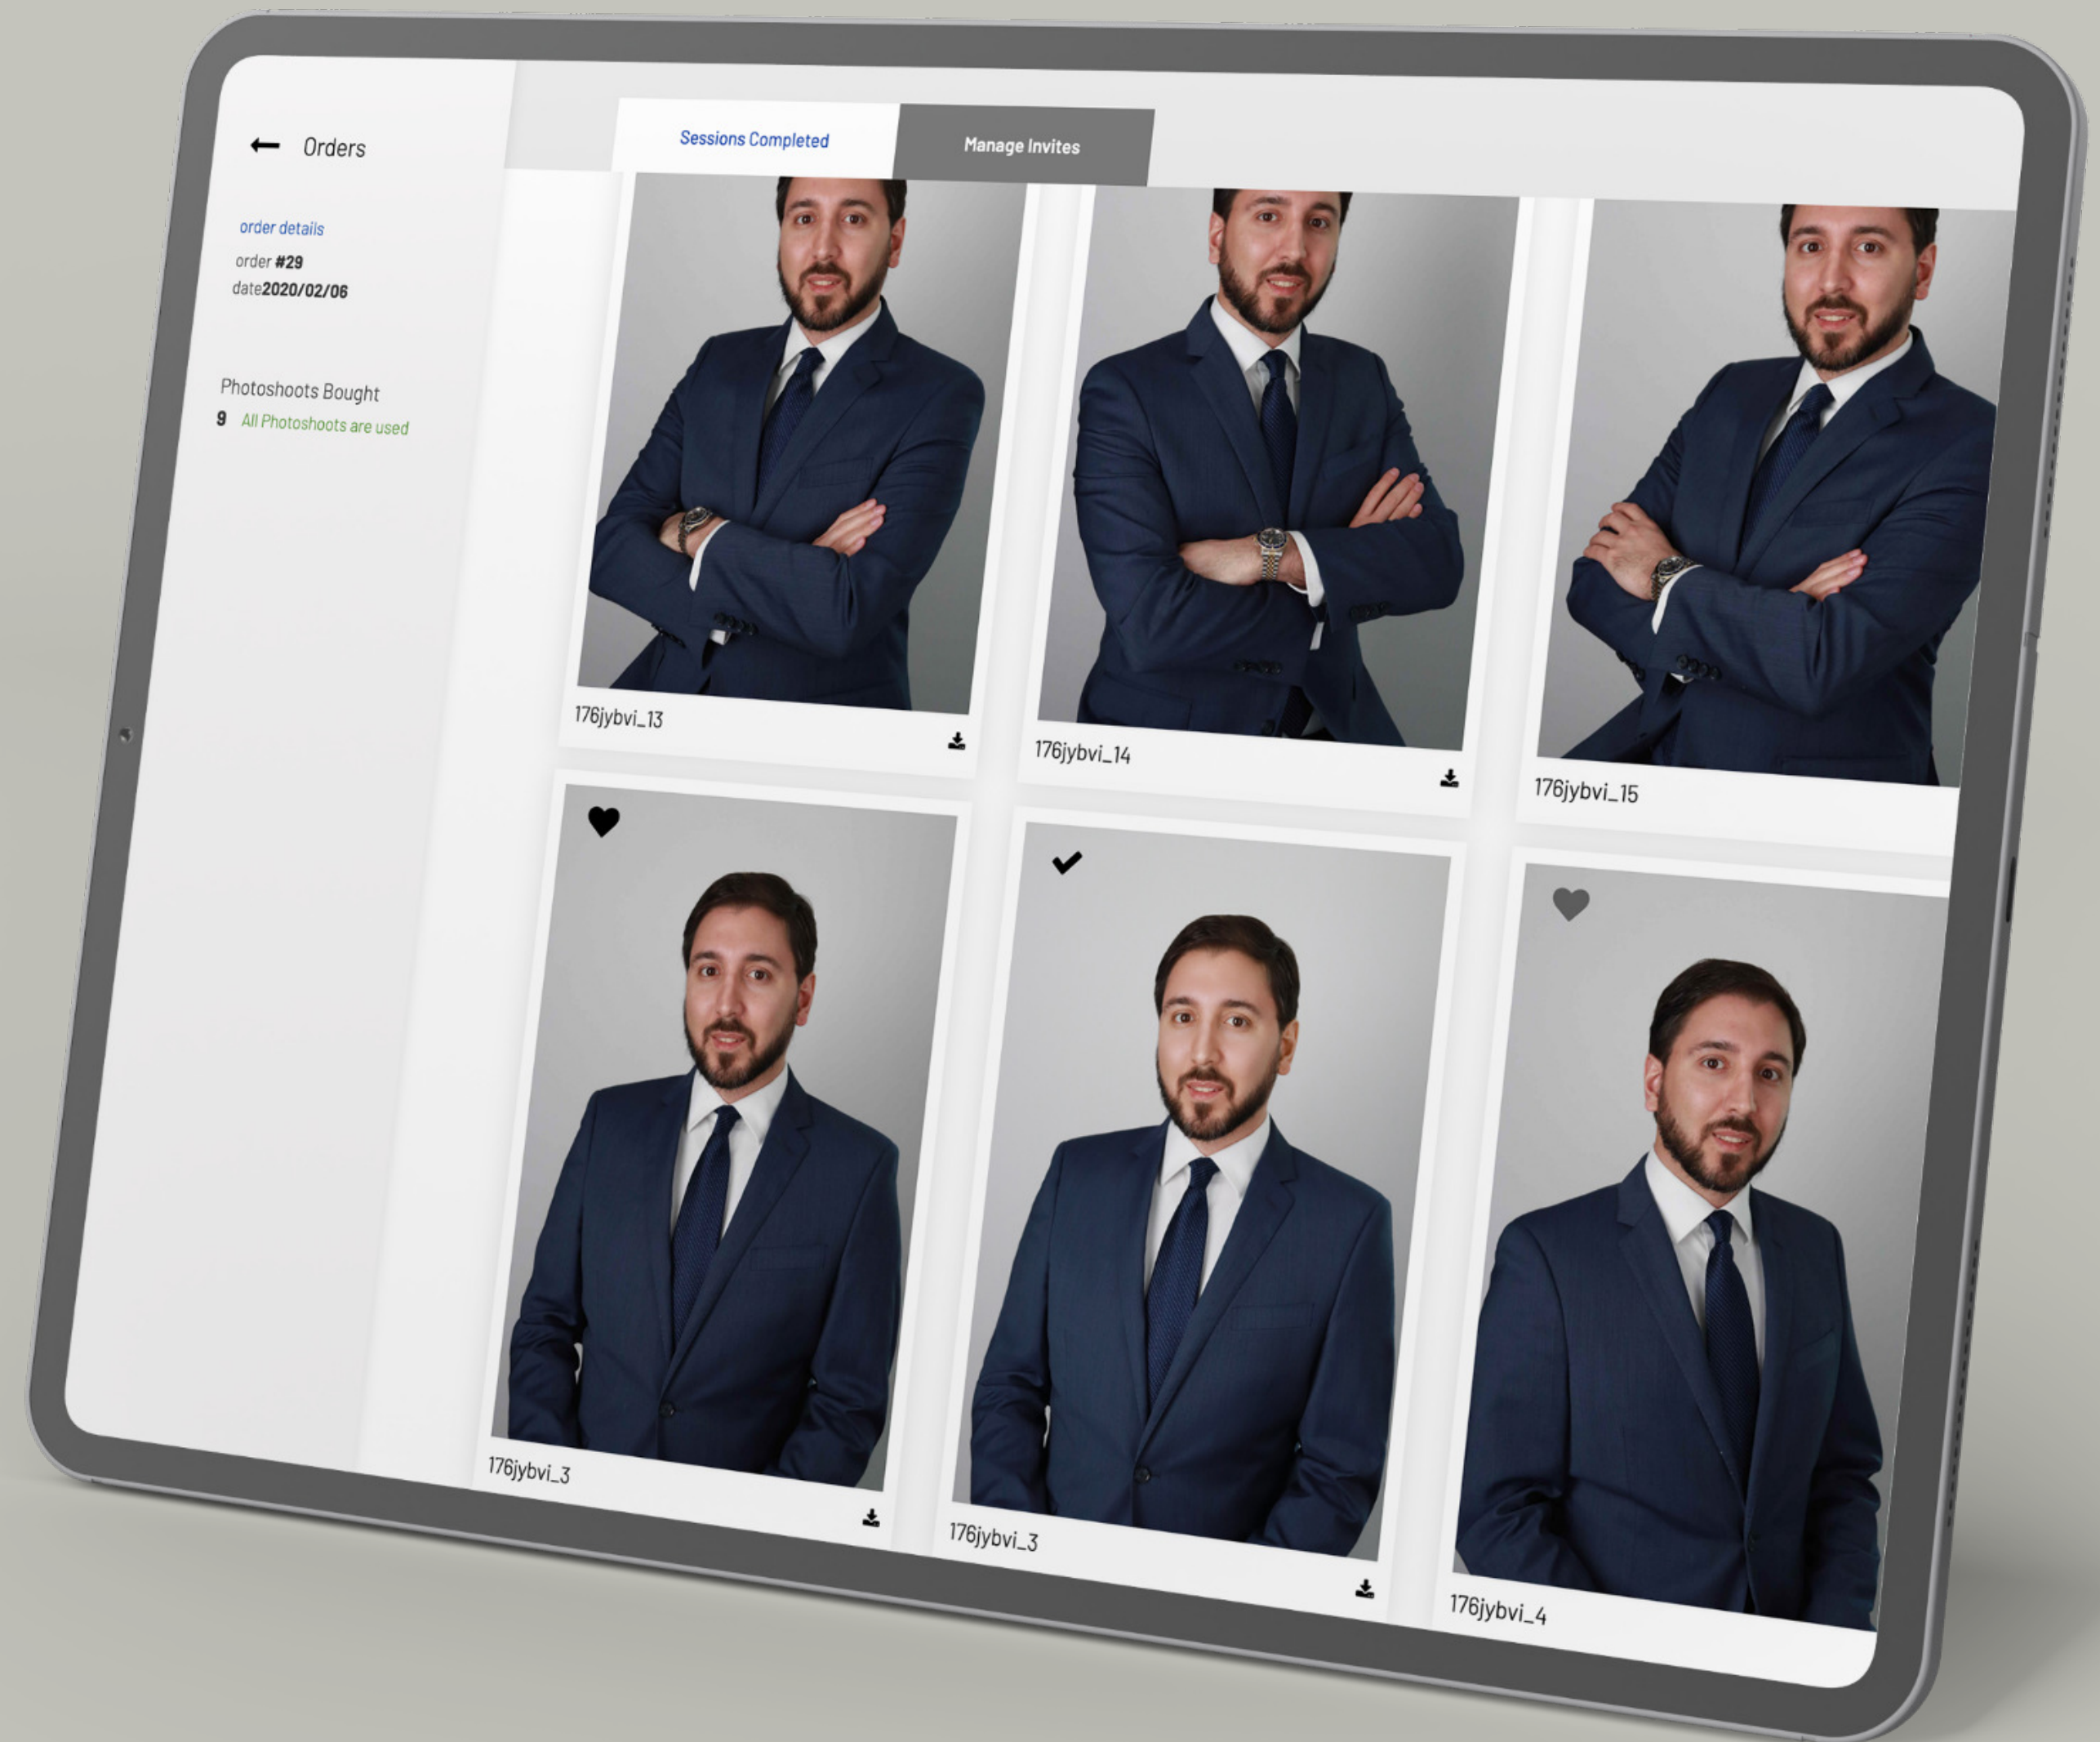 Orders
order details
order #29
date2020/02/06
Photoshoots Bought
9 All Photoshoots are used
Sessions Completed
Manage Invites
176jybvi_13
176jybvi_14
176jybvi_15
176jybvi_3
176jybvi_3
176jybvi_4